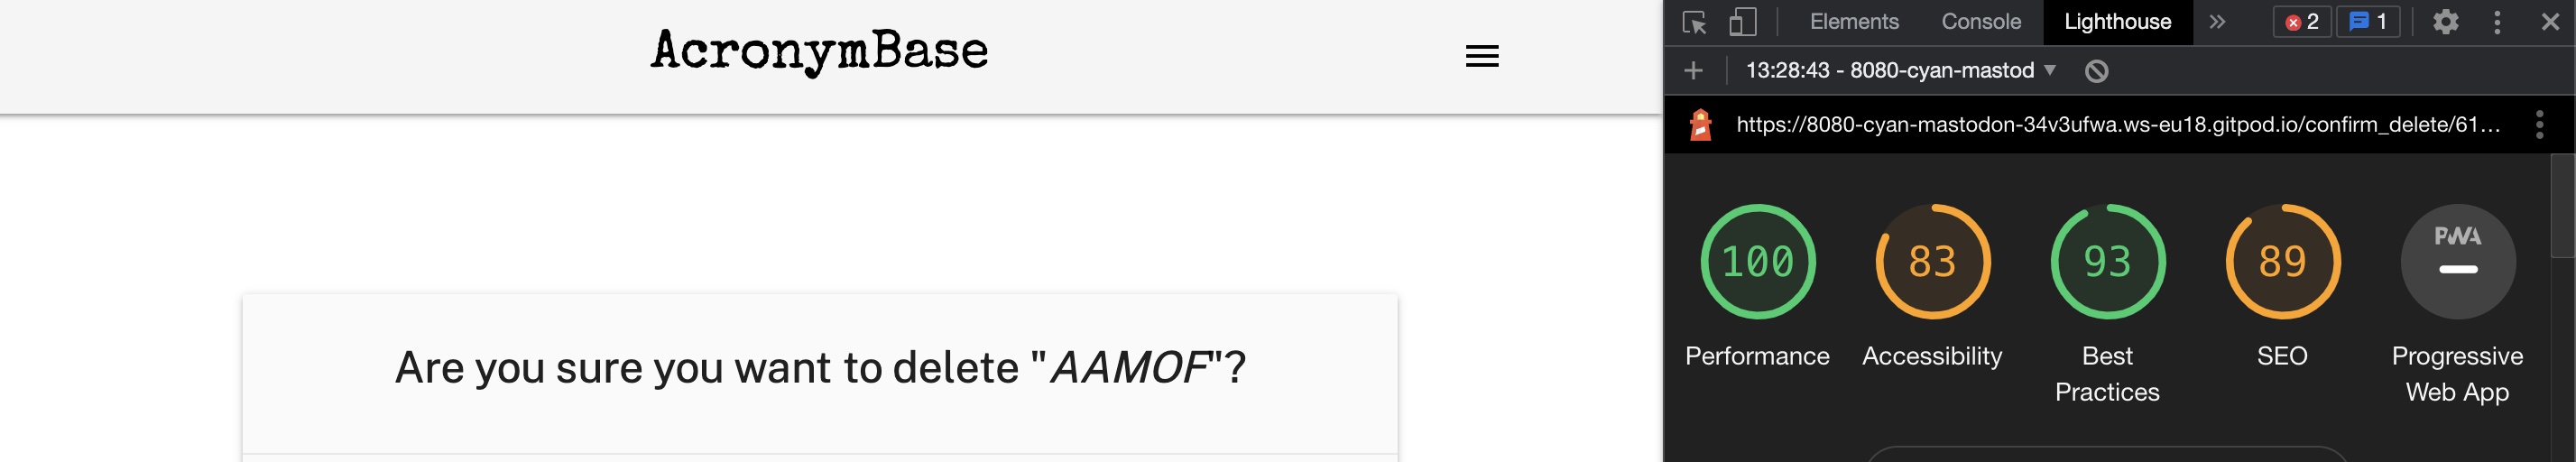 AcronymBase
Are you sure you want to delete "AAMOF"?
Elements Console Lighthouse » 2 1
13:28:43 - 8080-cyan-mastod
https://8080-cyan-mastodon-34v3ufwa.ws-eu18.gitpod.io/confirm_delete/61...
100 83 93 89 PWA
Performance Accessibility Best Practices SEO Progressive Web App